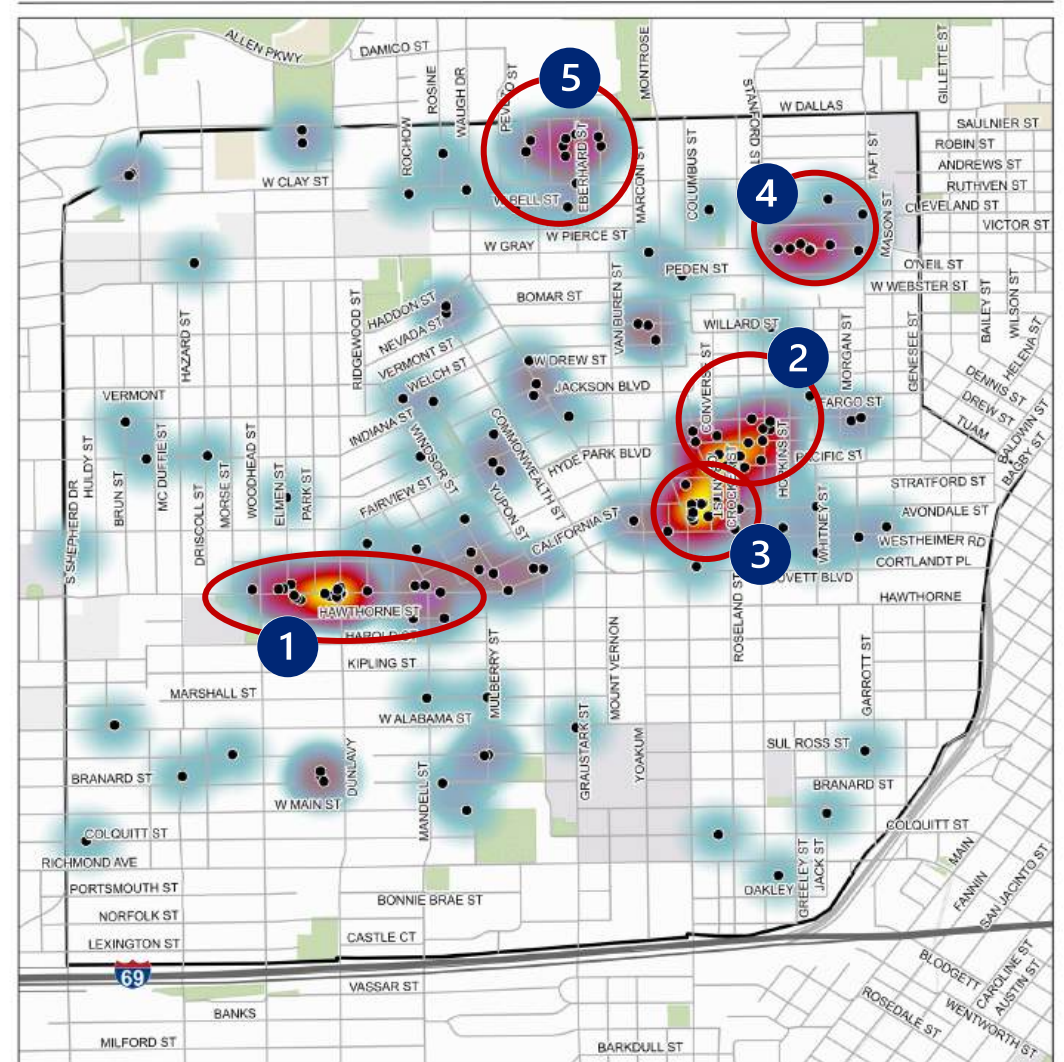 ALLEN PKWY
DAMICO ST
MONTROSE
GILLETTE ST
5
ROSINE
WAUGH DR
STANFORD ST
W DALLAS
SAULNIER ST
ROBIN ST
ANDREWS ST
RUTHVEN ST
CLEVELAND ST
VICTOR ST
ROCHOW
EBERHARD ST
MARCONI ST
COLUMBUS ST
TAFT ST
W CLAY ST
W BELL ST
4
MASON ST
W GRAY
W PIERCE ST
PEDEN ST
O'NEIL ST
W WEBSTER ST
BOMAR ST
VAN BUREN ST
WILLARD ST
BAILEY ST
WILSON ST
HELENA ST
HADDON ST
NEVADA ST
VERMONT ST
WELCH ST
INDIANA ST
RIDGEWOOD ST
HAZARD ST
W DREW ST
JACKSON BLVD
CONVERSE ST
2
MORGAN ST
GENESEE ST
DENNIS ST
DREW ST
TUAM
BALDWIN ST
BAGBY ST
VERMONT
FARGO ST
HULDY ST
BRUN ST
MC DUFFIE ST
DRISCOLL ST
MORSE ST
WOODHEAD ST
ELMEN ST
PARK ST
WINDSOR ST
COMMONWEALTH ST
YUPON ST
HYDE PARK BLVD
PACIFIC ST
HOPKINS ST
CROCKER ST
STRATFORD ST
FAIRVIEW ST
CALIFORNIA ST
AVONDALE ST
WHITNEY ST
WESTHEIMER RD
CORTLANDT PL
S SHEPHERD DR
3
HAWTHORNE
HAWTHORNE ST
HAROLD ST
1
KIPLING ST
ROSELAND ST
MULBERRY ST
MOUNT VERNON
GARROTT ST
MARSHALL ST
W ALABAMA ST
GRAUSTARK ST
YOAKUM
SUL ROSS ST
BRANARD ST
DUNLAVY
MANDELL ST
BRANARD ST
W MAIN ST
COLQUITT ST
COLQUITT ST
RICHMOND AVE
GREELEY ST
JACK ST
MAIN
FANNIN
SAN JACINTO ST
PORTSMOUTH ST
OAKLEY
BONNIE BRAE ST
NORFOLK ST
LEXINGTON ST
CASTLE CT
69
VASSAR ST
BLODGETT
CAROLINE ST
AUSTIN ST
ROSEDALE ST
WENTWORTH ST
BANKS
MILFORD ST
BARKDULL ST